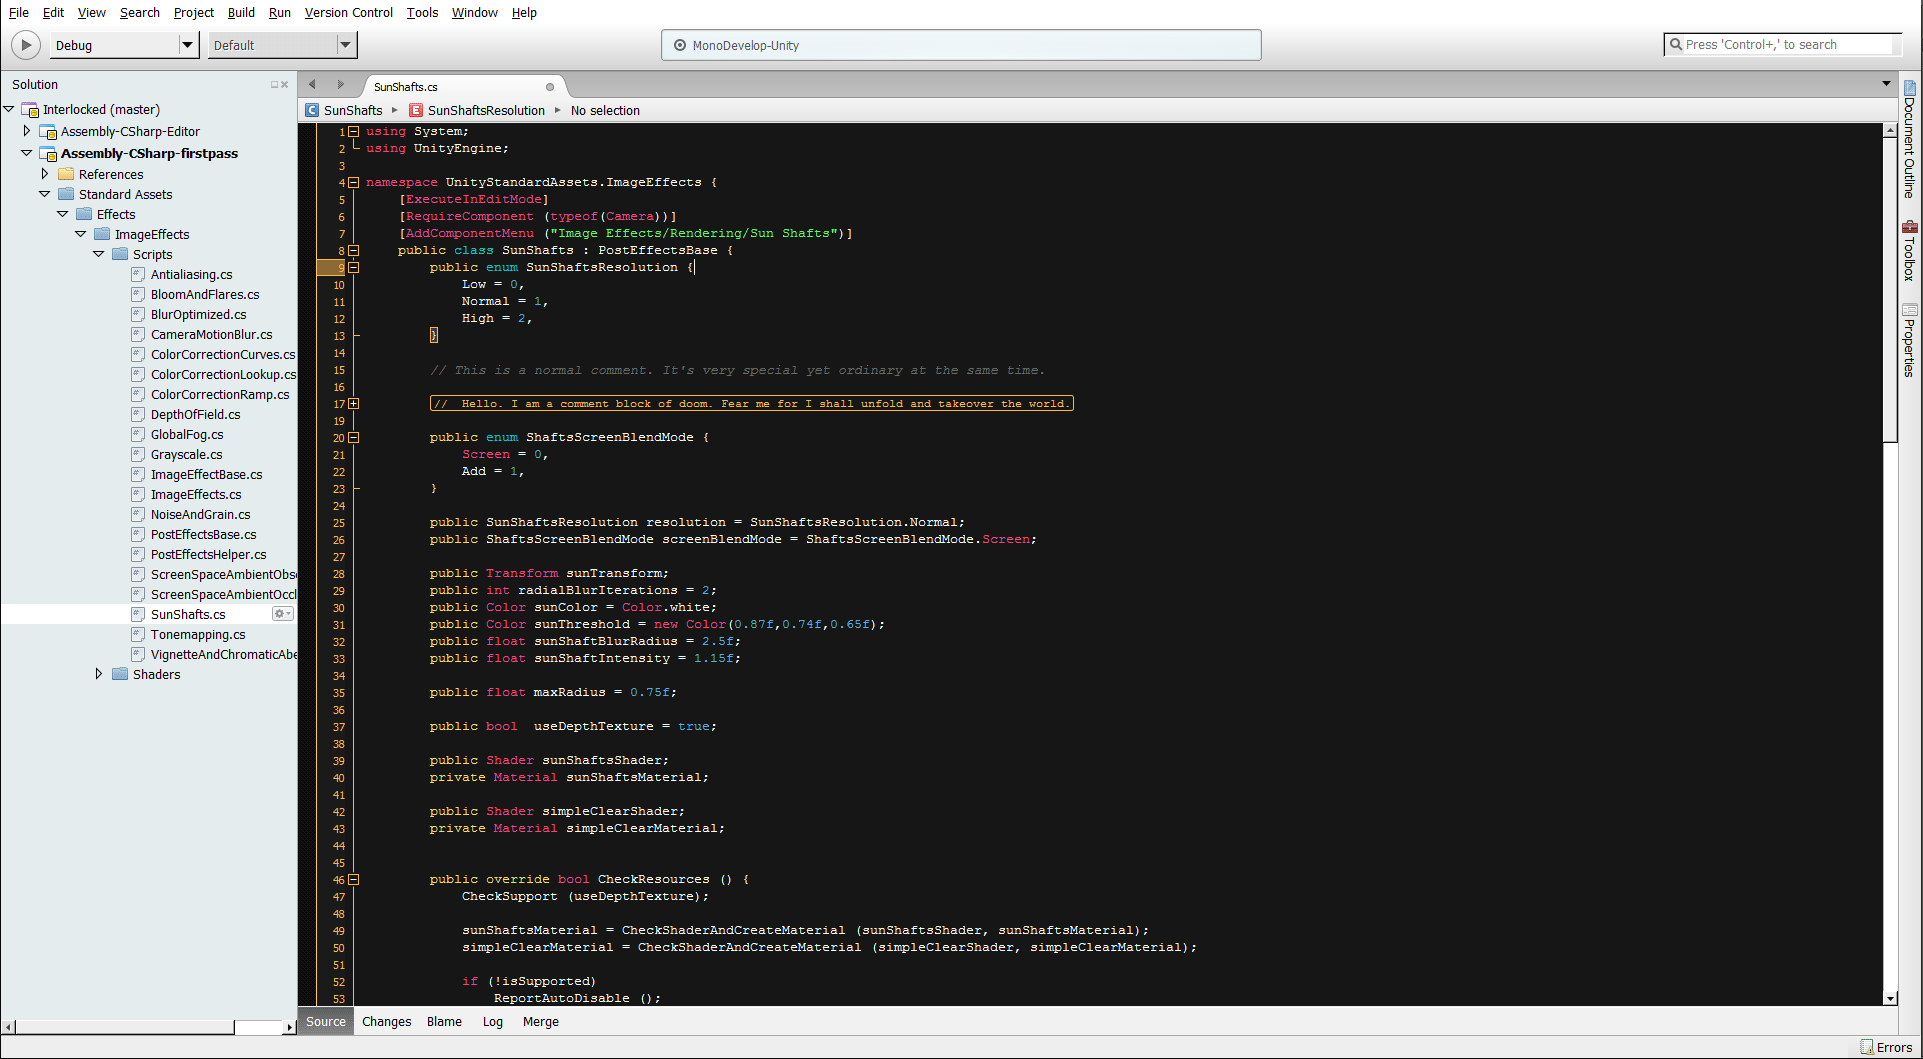 File Edit View Search Project Build Run Version Control Tools Window Help
Debug Default MonoDevelop-Unity Press 'Control+,' to search
Solution
Interlocked (master)
Assembly-CSharp-Editor
Assembly-CSharp-firstpass
References
Standard Assets
Effects
ImageEffects
Scripts
Antialiasing.cs
BloomAndFlares.cs
BlurOptimized.cs
CameraMotionBlur.cs
ColorCorrectionCurves.cs
ColorCorrectionLookup.cs
ColorCorrectionRamp.cs
DepthOfField.cs
GlobalFog.cs
Grayscale.cs
ImageEffectBase.cs
ImageEffects.cs
NoiseAndGrain.cs
PostEffectsBase.cs
PostEffectsHelper.cs
ScreenSpaceAmbientObsc
ScreenSpaceAmbientOccl
SunShafts.cs
Tonemapping.cs
VignetteAndChromaticAbe
Shaders
SunShafts.cs
SunShafts SunShaftsResolution No selection
1 using System;
2 using UnityEngine;
3
4 namespace UnityStandardAssets.ImageEffects {
5 [ExecuteInEditMode]
6 [RequireComponent (typeof(Camera))]
7 [AddComponentMenu ("Image Effects/Rendering/Sun Shafts")]
8 public class SunShafts : PostEffectsBase {
9 public enum SunShaftsResolution {
10 Low = 0,
11 Normal = 1,
12 High = 2,
13 }
14
15 // This is a normal comment. It's very special yet ordinary at the same time.
16
17 // Hello. I am a comment block of doom. Fear me for I shall unfold and takeover the world.
19
20 public enum ShaftsScreenBlendMode {
21 Screen = 0,
22 Add = 1,
23 }
24
25 public SunShaftsResolution resolution = SunShaftsResolution.Normal;
26 public ShaftsScreenBlendMode screenBlendMode = ShaftsScreenBlendMode.Screen;
27
28 public Transform sunTransform;
29 public int radialBlurIterations = 2;
30 public Color sunColor = Color.white;
31 public Color sunThreshold = new Color(0.87f,0.74f,0.65f);
32 public float sunShaftBlurRadius = 2.5f;
33 public float sunShaftIntensity = 1.15f;
34
35 public float maxRadius = 0.75f;
36
37 public bool  useDepthTexture = true;
38
39 public Shader sunShaftsShader;
40 private Material sunShaftsMaterial;
41
42 public Shader simpleClearShader;
43 private Material simpleClearMaterial;
44
45
46 public override bool CheckResources () {
47 CheckSupport (useDepthTexture);
48
49 sunShaftsMaterial = CheckShaderAndCreateMaterial (sunShaftsShader, sunShaftsMaterial);
50 simpleClearMaterial = CheckShaderAndCreateMaterial (simpleClearShader, simpleClearMaterial);
51
52 if (!isSupported)
53 ReportAutoDisable ();
Source Changes Blame Log Merge
Document Outline
Toolbox
Properties
Errors